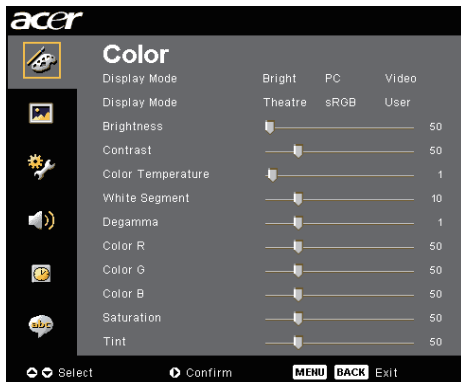 acer
Color
Display Mode Bright PC Video
Display Mode Theatre sRGB User
Brightness 50
Contrast 50
Color Temperature 1
White Segment 10
Degamma 1
Color R 50
Color G 50
Color B 50
Saturation 50
Tint 50
abc
Select Confirm MENU BACK Exit